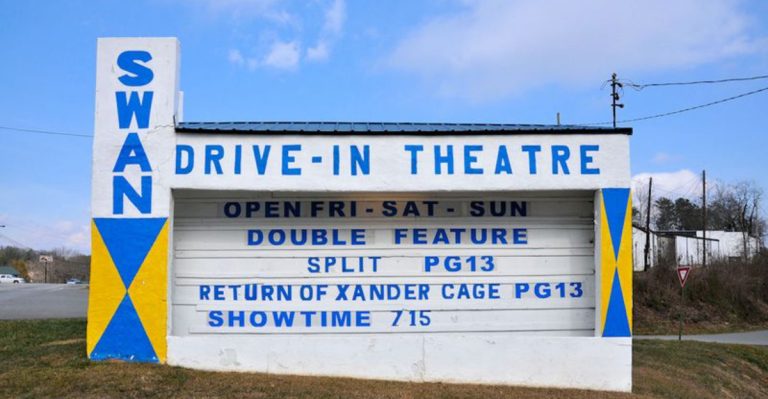 SWAN
DRIVE-IN THEATRE
OPEN FRI - SAT - SUN
DOUBLE FEATURE
SPLIT PG13
RETURN OF XANDER CAGE PG13
SHOWTIME 715